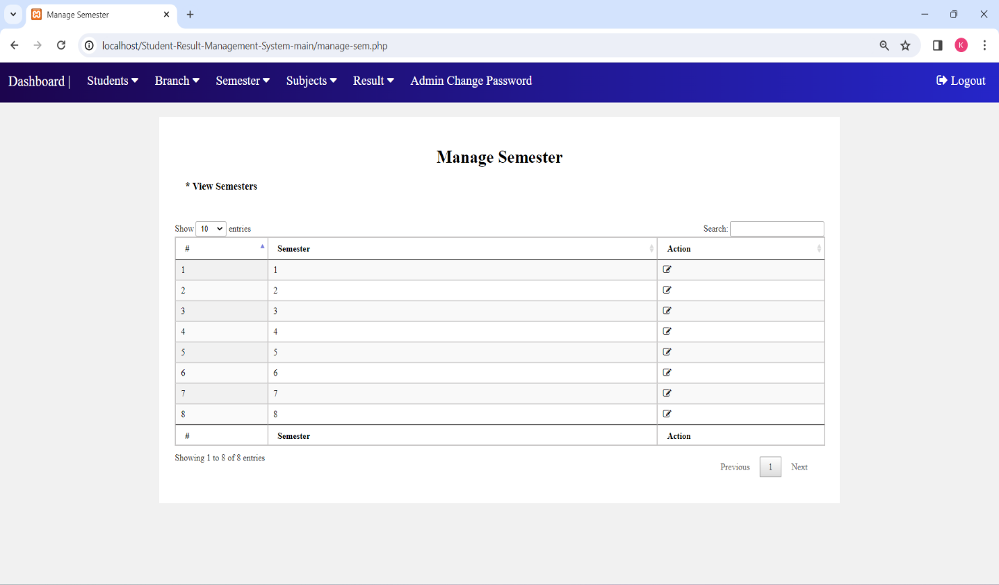 Manage Semester
localhost/Student-Result-Management-System-main/manage-sem.php
K
Dashboard | Students Branch Semester Subjects Result Admin Change Password Logout
Manage Semester
* View Semesters
Show 10 entries Search:
# Semester Action
1 1
2 2
3 3
4 4
5 5
6 6
7 7
8 8
# Semester Action
Showing 1 to 8 of 8 entries
Previous 1 Next